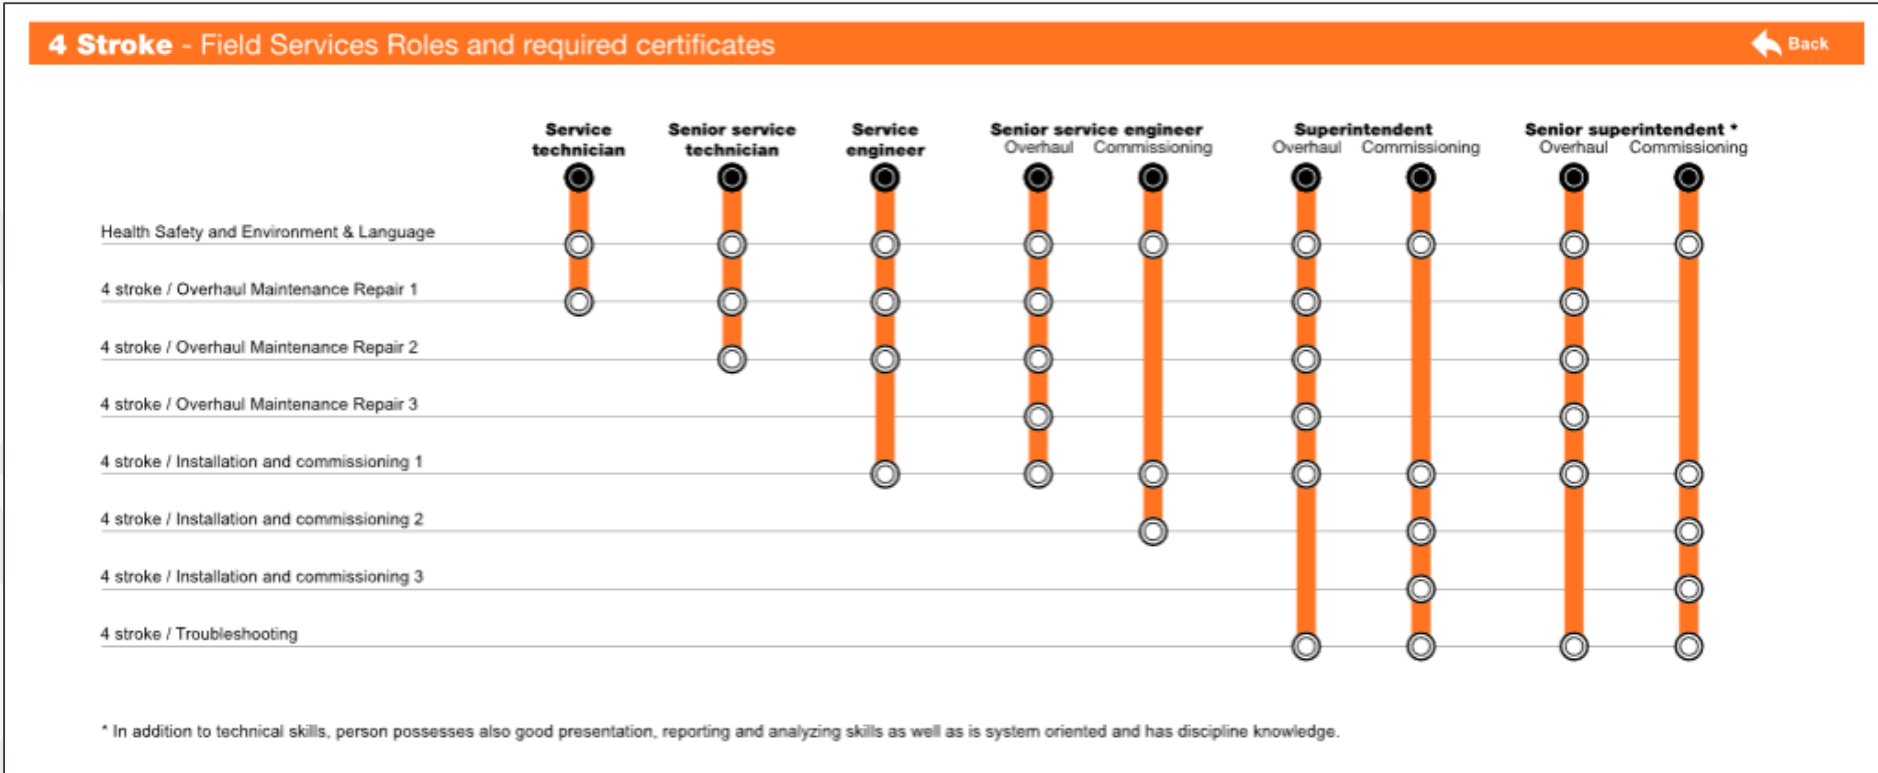 4 Stroke - Field Services Roles and required certificates
Back
Service technician
Senior service technician
Service engineer
Senior service engineer
Overhaul Commissioning
Superintendent
Overhaul Commissioning
Senior superintendent *
Overhaul Commissioning
Health Safety and Environment & Language
4 stroke / Overhaul Maintenance Repair 1
4 stroke / Overhaul Maintenance Repair 2
4 stroke / Overhaul Maintenance Repair 3
4 stroke / Installation and commissioning 1
4 stroke / Installation and commissioning 2
4 stroke / Installation and commissioning 3
4 stroke / Troubleshooting
* In addition to technical skills, person possesses also good presentation, reporting and analyzing skills as well as is system oriented and has discipline knowledge.